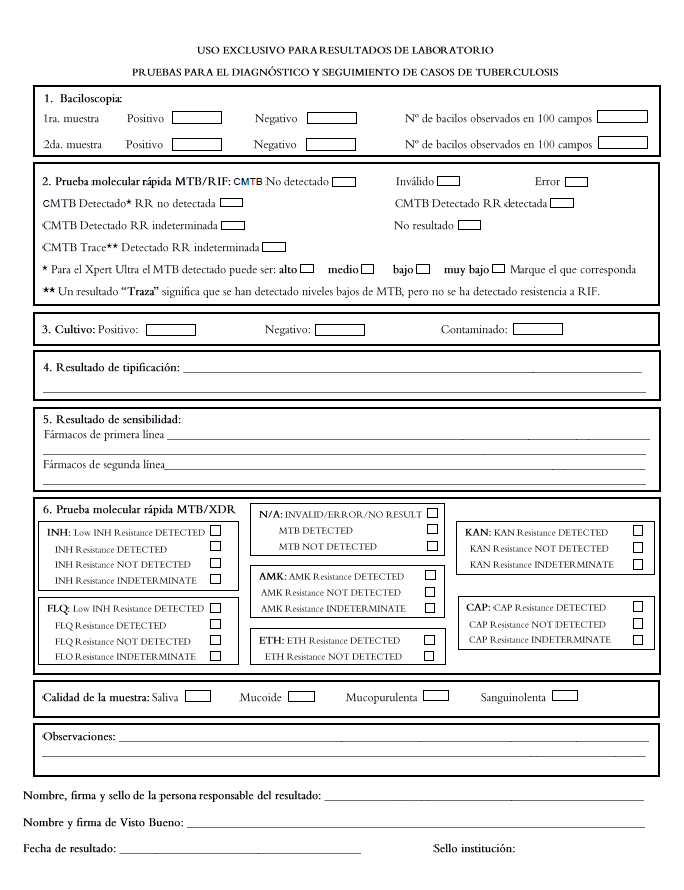 USO EXCLUSIVO PARA RESULTADOS DE LABORATORIO
PRUEBAS PARA EL DIAGNÓSTICO Y SEGUIMIENTO DE CASOS DE TUBERCULOSIS
1. Baciloscopia:
1ra. muestra Positivo Negativo Nº de bacilos observados en 100 campos
2da. muestra Positivo Negativo Nº de bacilos observados en 100 campos
2. Prueba molecular rápida MTB/RIF: CMTB No detectado Inválido Error
CMTB Detectado* RR no detectada CMTB Detectado RR detectada
CMTB Detectado RR indeterminada No resultado
CMTB Trace** Detectado RR indeterminada
* Para el Xpert Ultra el MTB detectado puede ser: alto medio bajo muy bajo Marque el que corresponda
** Un resultado “Traza” significa que se han detectado niveles bajos de MTB, pero no se ha detectado resistencia a RIF.
3. Cultivo: Positivo: Negativo: Contaminado:
4. Resultado de tipificación:
5. Resultado de sensibilidad:
Fármacos de primera línea
Fármacos de segunda línea
6. Prueba molecular rápida MTB/XDR
INH: Low INH Resistance DETECTED
INH Resistance DETECTED
INH Resistance NOT DETECTED
INH Resistance INDETERMINATE
FLQ: Low INH Resistance DETECTED
FLQ Resistance DETECTED
FLQ Resistance NOT DETECTED
FLQ Resistance INDETERMINATE
N/A: INVALID/ERROR/NO RESULT
MTB DETECTED
MTB NOT DETECTED
AMK: AMK Resistance DETECTED
AMK Resistance NOT DETECTED
AMK Resistance INDETERMINATE
ETH: ETH Resistance DETECTED
ETH Resistance NOT DETECTED
KAN: KAN Resistance DETECTED
KAN Resistance NOT DETECTED
KAN Resistance INDETERMINATE
CAP: CAP Resistance DETECTED
CAP Resistance NOT DETECTED
CAP Resistance INDETERMINATE
Calidad de la muestra: Saliva Mucoide Mucopurulenta Sanguinolenta
Observaciones:
Nombre, firma y sello de la persona responsable del resultado:
Nombre y firma de Visto Bueno:
Fecha de resultado: Sello institución: